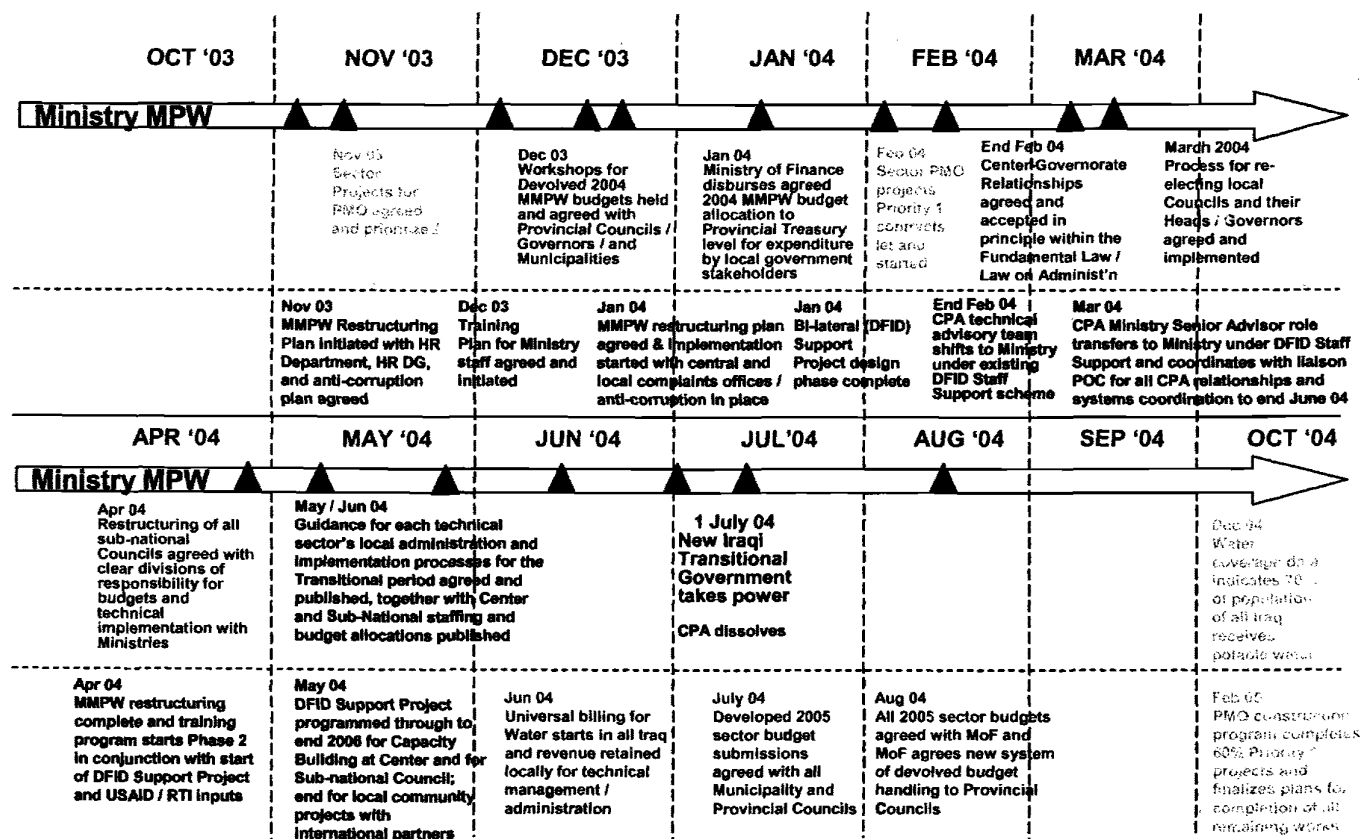 OCT '03
NOV '03
DEC '03
JAN '04
FEB '04
MAR '04
Ministry MPW
Nov 03
Sector
Projects for
PMO agreed
and
Dec 03
Workshops for
Devolved 2004
MMPW budgets held
and agreed with
Provincial Councils /
Governors / and
Municipalities
Jan 04
Ministry of Finance
disburses agreed
2004 MMPW budget
allocation to
Provincial Treasury
level for expenditure
by local government
stakeholders
Feb 04
Sector PMO
projects
Priority 1
contracts
let and
started
End Feb 04
Center-Governorate
Relationships
agreed and
accepted in
principle within the
Fundamental Law /
Law on Administ'n
March 2004
Process for re-
electing local
Councils and their
Heads / Governors
agreed and
implemented
Nov 03
MMPW Restructuring
Plan initiated with HR
Department, HR DG,
and anti-corruption
plan agreed
Dec 03
Training
Plan for Ministry
staff agreed and
initiated
Jan 04
MMPW restructuring plan
agreed & implementation
started with central and
local complaints offices /
anti-corruption in place
Jan 04
Bi-lateral (DFID)
Support
Project design
phase complete
End Feb 04
CPA technical
advisory team
shifts to Ministry
under existing
DFID Staff
Support scheme
Mar 04
CPA Ministry Senior Advisor role
transfers to Ministry under DFID Staff
Support and coordinates with liaison
POC for all CPA relationships and
systems coordination to end June 04
APR '04
MAY '04
JUN '04
JUL'04
AUG '04
SEP '04
OCT '04
Ministry MPW
Apr 04
Restructuring of all
sub-national
Councils agreed with
clear divisions of
responsibility for
budgets and
technical
implementation with
Ministries
May / Jun 04
Guidance for each technical
sector's local administration and
implementation processes for the
Transitional period agreed and
published, together with Center
and Sub-National staffing and
budget allocations published
1 July 04
New Iraqi
Transitional
Government
takes power
CPA dissolves
Dec 04
Water
coverage data
indicates
of population
of all Iraq
receives
potable water
Apr 04
MMPW restructuring
complete and training
program starts Phase 2
in conjunction with start
of DFID Support Project
and USAID / RTI inputs
May 04
DFID Support Project
programmed through to
end 2006 for Capacity
Building at Center and for
Sub-national Council;
end for local community
projects with
international partners
Jun 04
Universal billing for
Water starts in all Iraq
and revenue retained
locally for technical
management /
administration
July 04
Developed 2005
sector budget
submissions
agreed with all
Municipality and
Provincial Councils
Aug 04
All 2005 sector budgets
agreed with MoF and
MoF agrees new system
of devolved budget
handling to Provincial
Councils
Feb 05
PMO construction
program completes
60% Priority
projects and
finalizes plans for
completion of all
remaining works